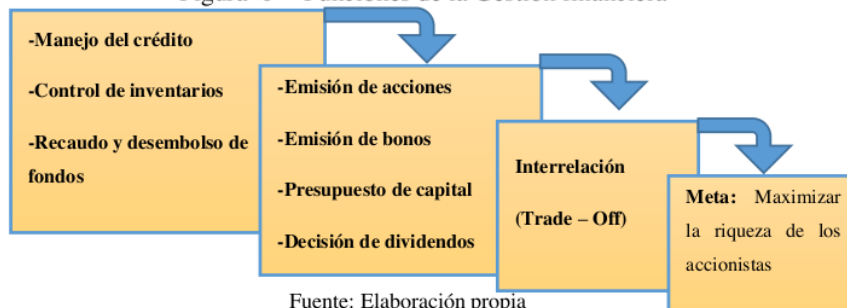 -Manejo del crédito
-Control de inventarios
-Recaudo y desembolso de
fondos
-Emisión de acciones
-Emisión de bonos
-Presupuesto de capital
-Decisión de dividendos
Interrelación
(Trade – Off)
Meta: Maximizar
la riqueza de los
accionistas
Fuente: Elaboración propia